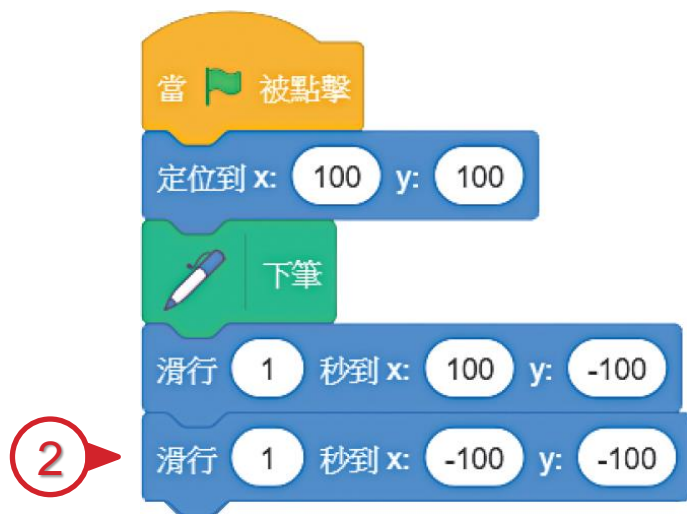 當 被點擊
定位到 x: 100 y: 100
下筆
滑行 1 秒到 x: 100 y: -100
2 滑行 1 秒到 x: -100 y: -100